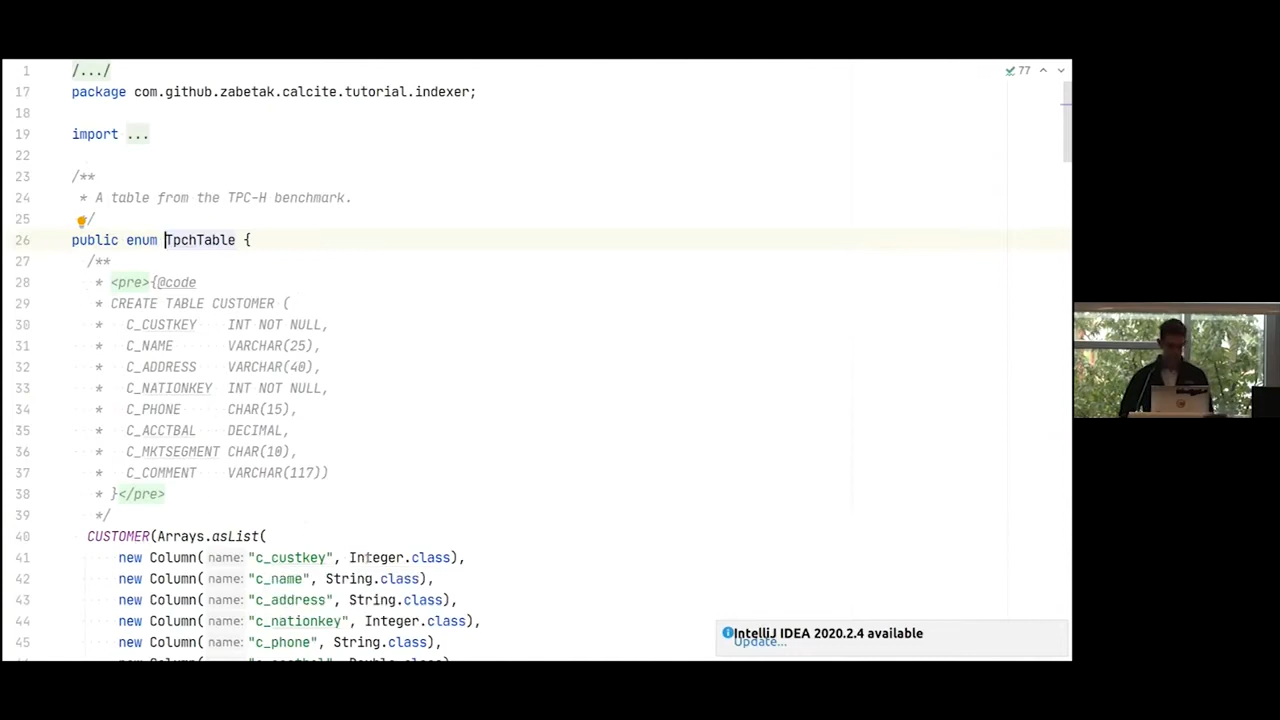 1 /.../
17 package com.github.zabetak.calcite.tutorial.indexer;
18
19 import ...
22
23 /**
24 * A table from the TPC-H benchmark.
25 */
26 public enum TpchTable {
27 /**
28 * <pre>{@code
29 * CREATE TABLE CUSTOMER (
30 * C_CUSTKEY INT NOT NULL,
31 * C_NAME VARCHAR(25),
32 * C_ADDRESS VARCHAR(40),
33 * C_NATIONKEY INT NOT NULL,
34 * C_PHONE CHAR(15),
35 * C_ACCTBAL DECIMAL,
36 * C_MKTSEGMENT CHAR(10),
37 * C_COMMENT VARCHAR(117))
38 * }</pre>
39 */
40 CUSTOMER(Arrays.asList(
41 new Column( name: "c_custkey", Integer.class),
42 new Column( name: "c_name", String.class),
43 new Column( name: "c_address", String.class),
44 new Column( name: "c_nationkey", Integer.class),
45 new Column( name: "c_phone", String.class),
77
IntelliJ IDEA 2020.2.4 available
Update...